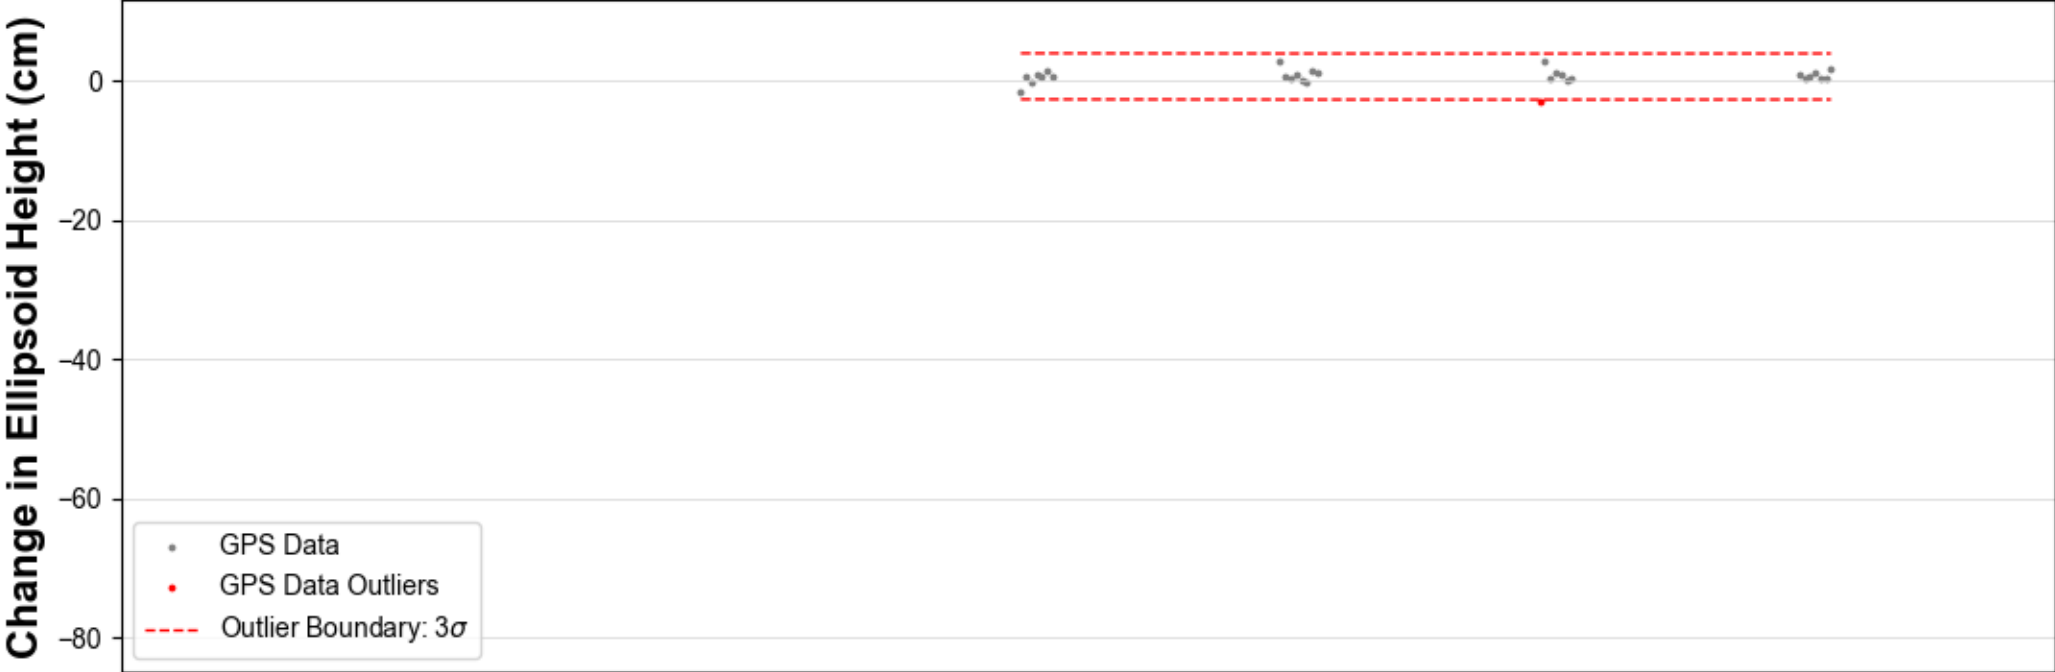 Change in Ellipsoid Height (cm)
0
−20
−40
−60
−80
GPS Data
GPS Data Outliers
Outlier Boundary: 3σ